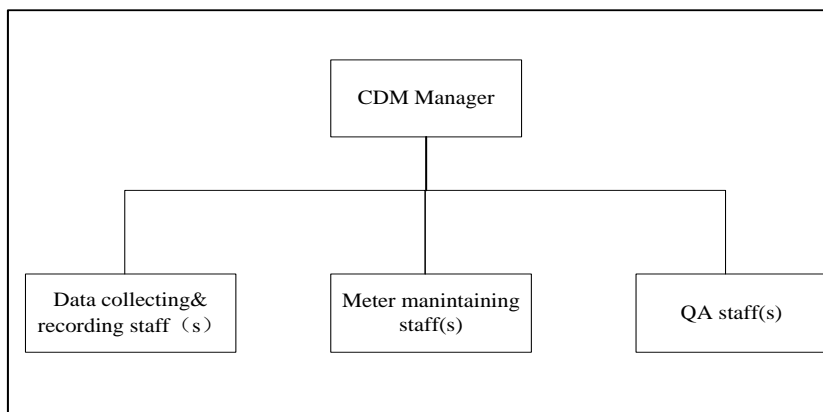 CDM Manager
Data collecting&
recording staff（s）
Meter manintaining
staff(s)
QA staff(s)